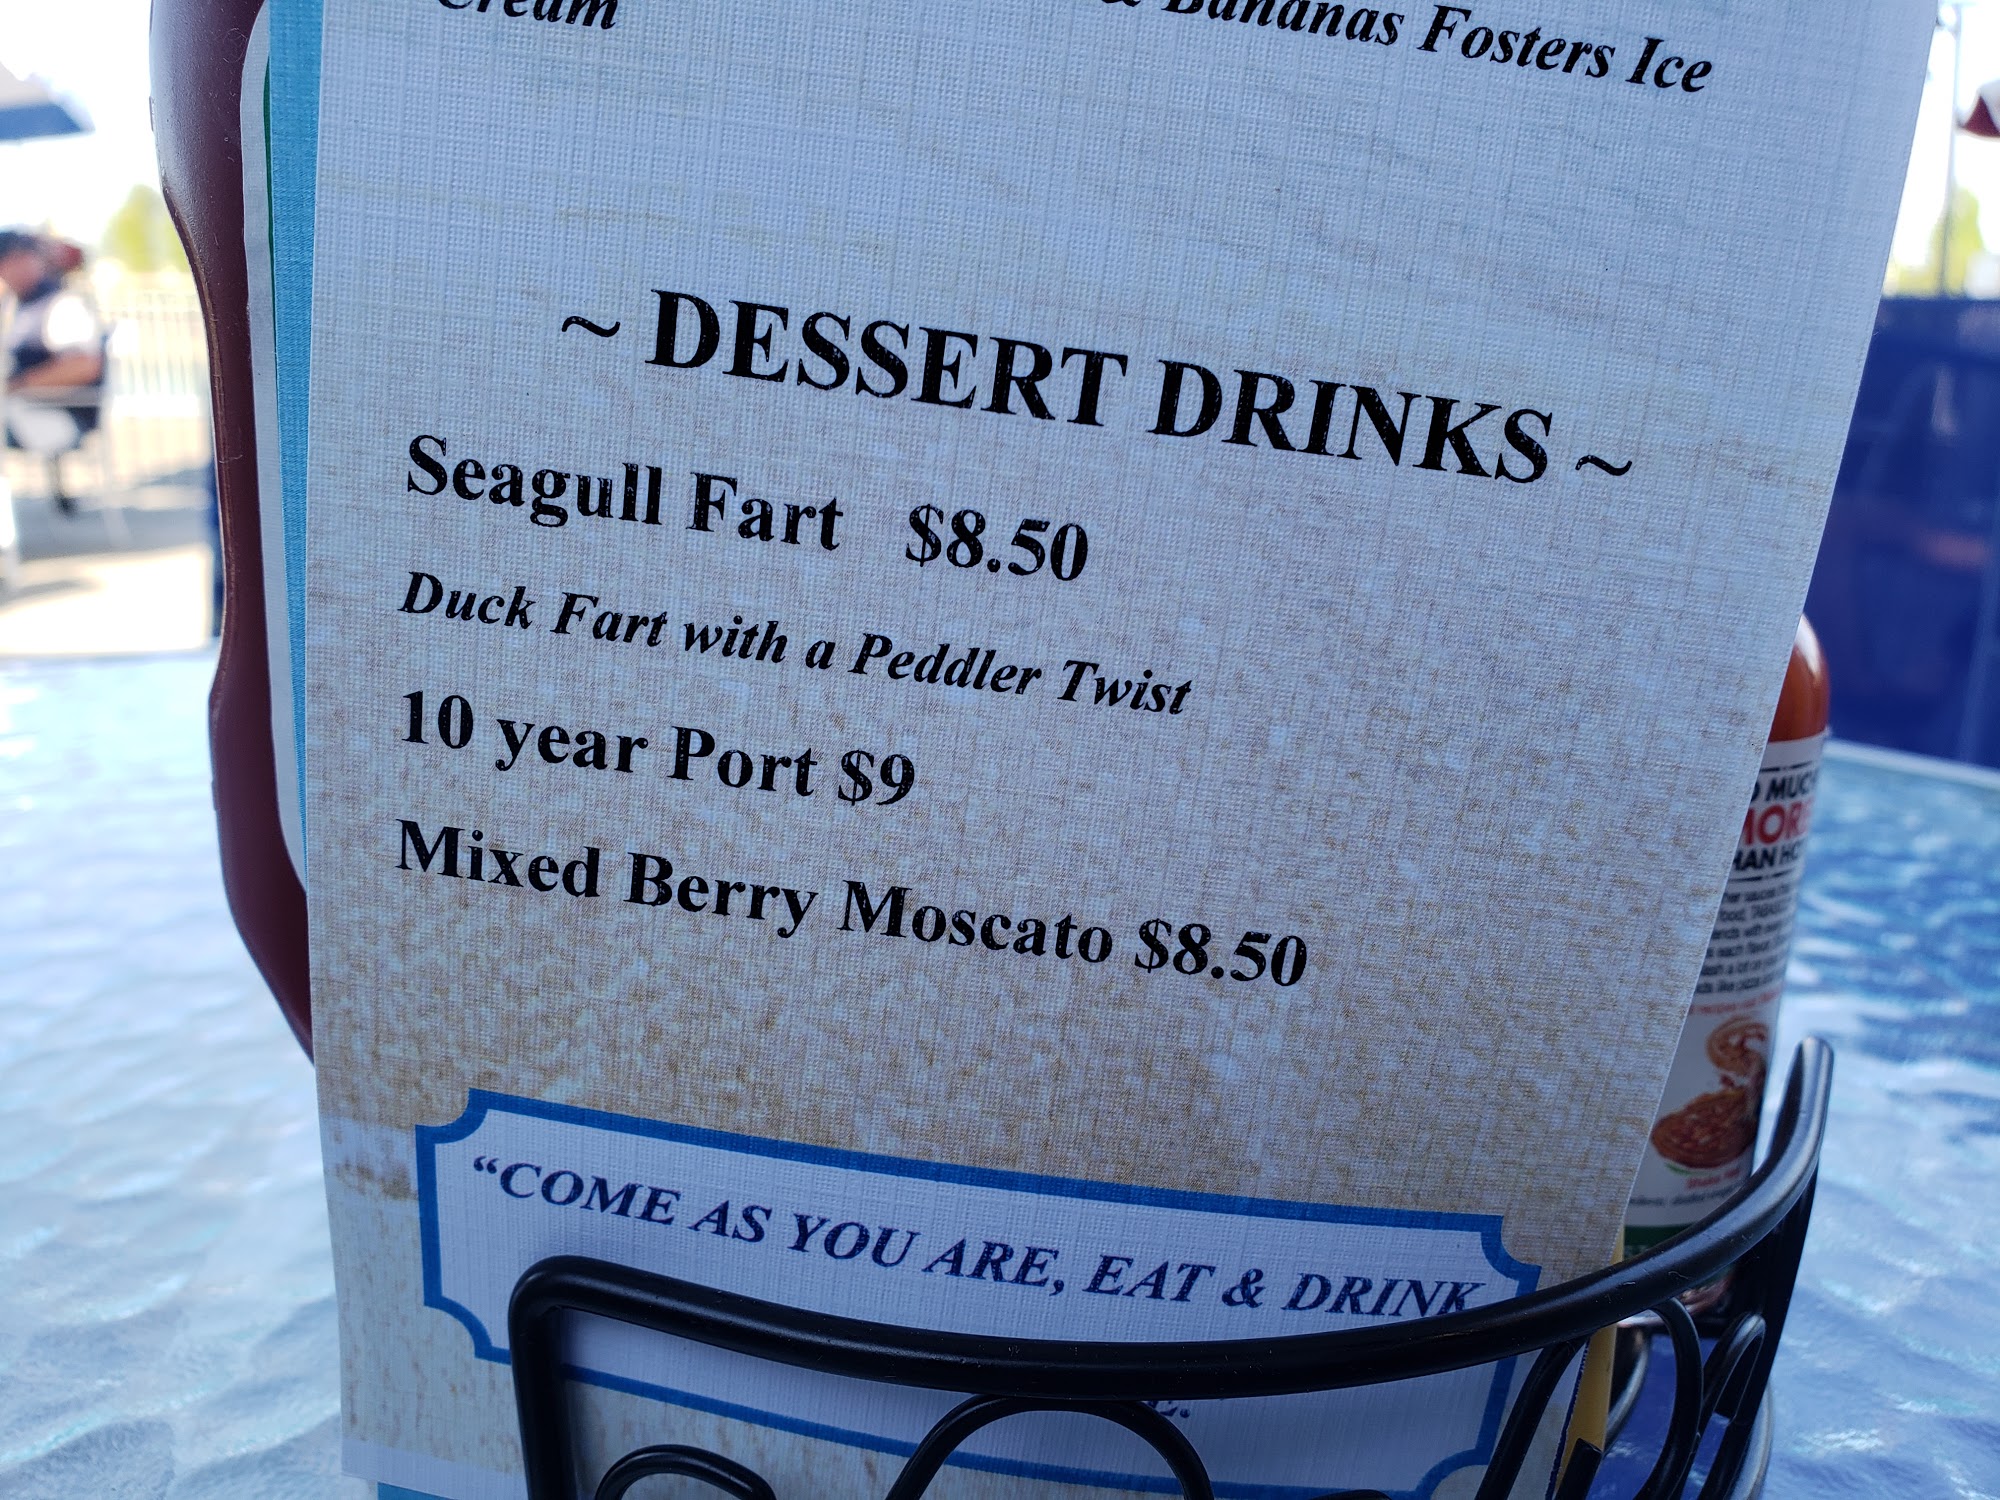 Cream
& Bananas Fosters Ice
~ DESSERT DRINKS ~
Seagull Fart $8.50
Duck Fart with a Peddler Twist
10 year Port $9
Mixed Berry Moscato $8.50
"COME AS YOU ARE, EAT & DRINK